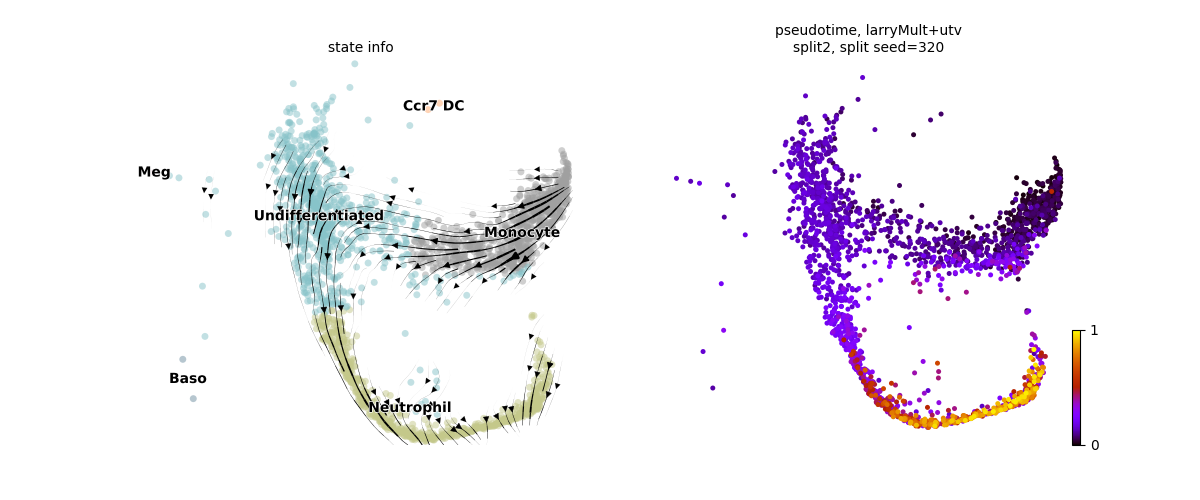 state info
pseudotime, larryMult+utv
split2, split seed=320
Ccr7 DC
Meg
Undifferentiated
Monocyte
Baso
Neutrophil
1
0